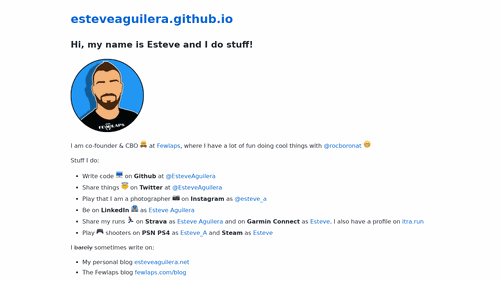 esteveaguilera.github.io
Hi, my name is Esteve and I do stuff!
FEWLAPS
I am co-founder & CBO at Fewlaps, where I have a lot of fun doing cool things with @rocboronat
Stuff I do:
Write code on Github at @EsteveAguilera
Share things on Twitter at @EsteveAguilera
Play that I am a photographer on Instagram as @esteve_a
Be on LinkedIn as Esteve Aguilera
Share my runs on Strava as Esteve Aguilera and on Garmin Connect as Esteve, I also have a profile on itra.run
Play shooters on PSN PS4 as Esteve_A and Steam as Esteve
I barely sometimes write on:
My personal blog esteveaguilera.net
The Fewlaps blog fewlaps.com/blog